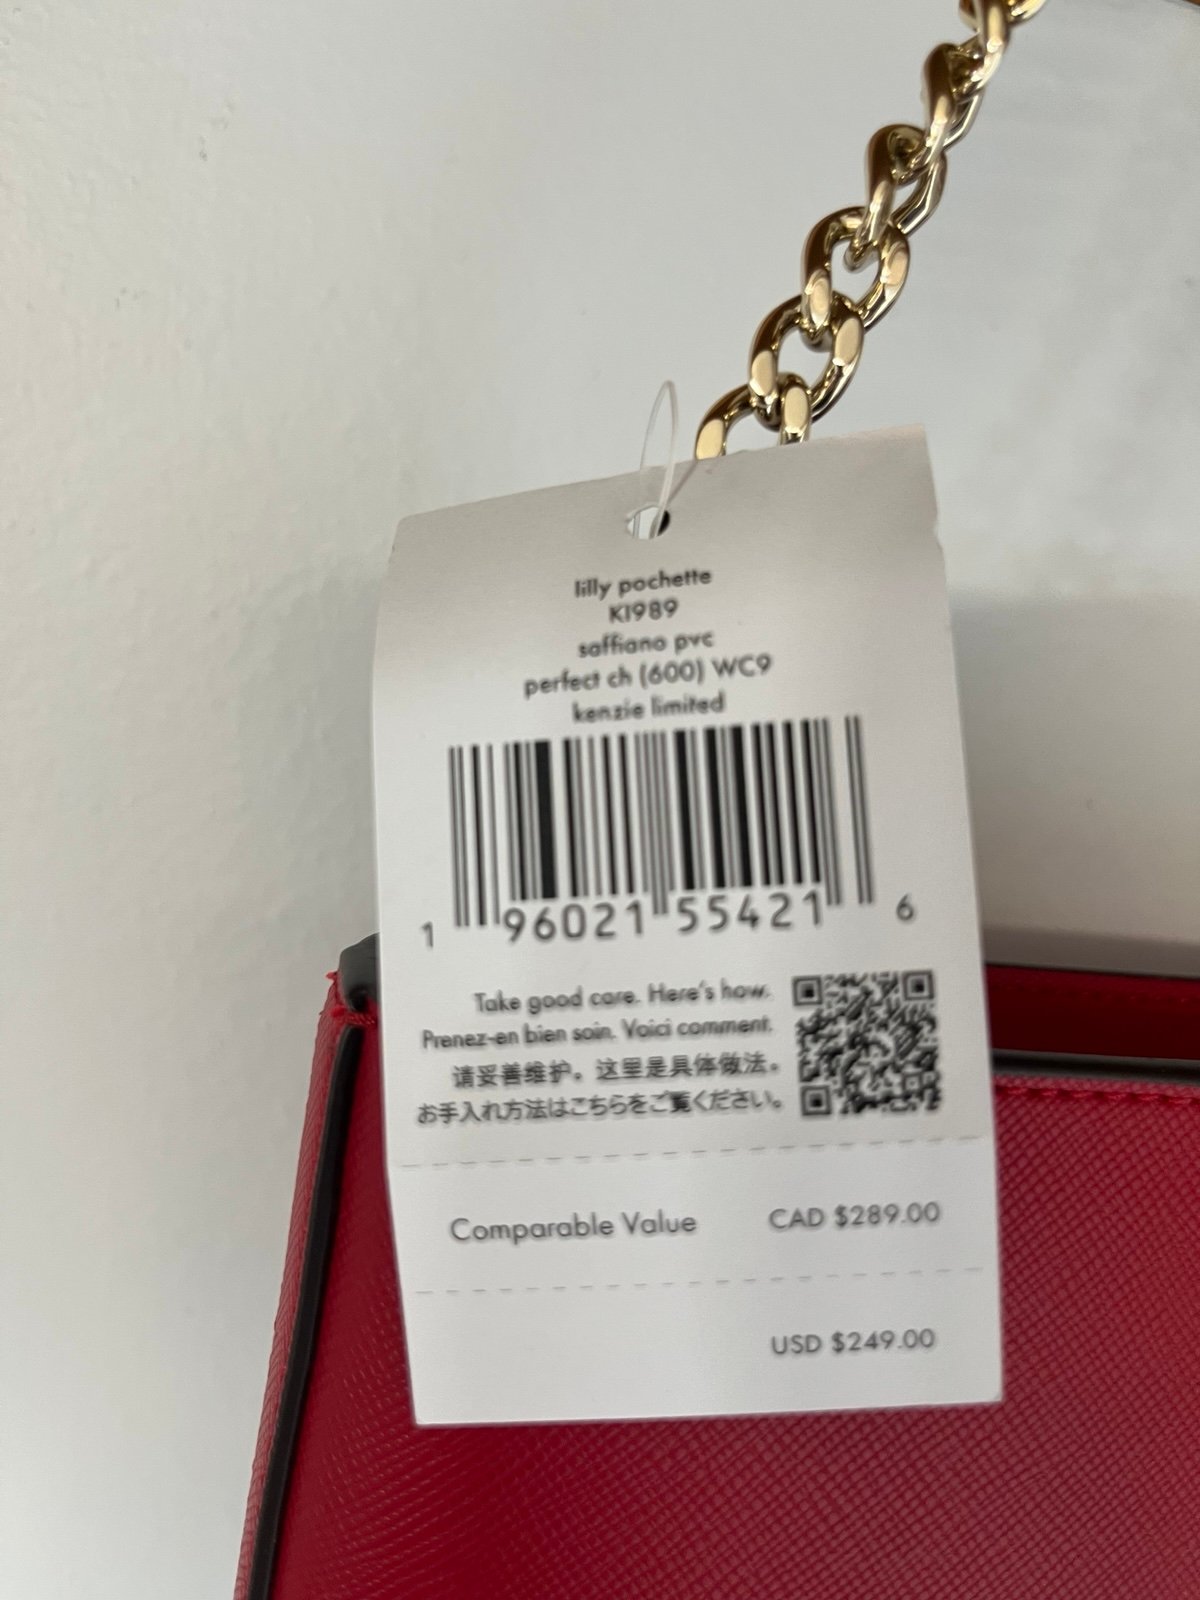 lilly pochette
KI989
saffiano pvc
perfect ch (600) WC9
kenzie limited
1 96021 55421 6
Take good care. Here's how.
Prenez-en bien soin. Voici comment.
请妥善维护。这里是具体做法。
お手入れ方法はこちらをご覧ください。
Comparable Value CAD $289.00
USD $249.00